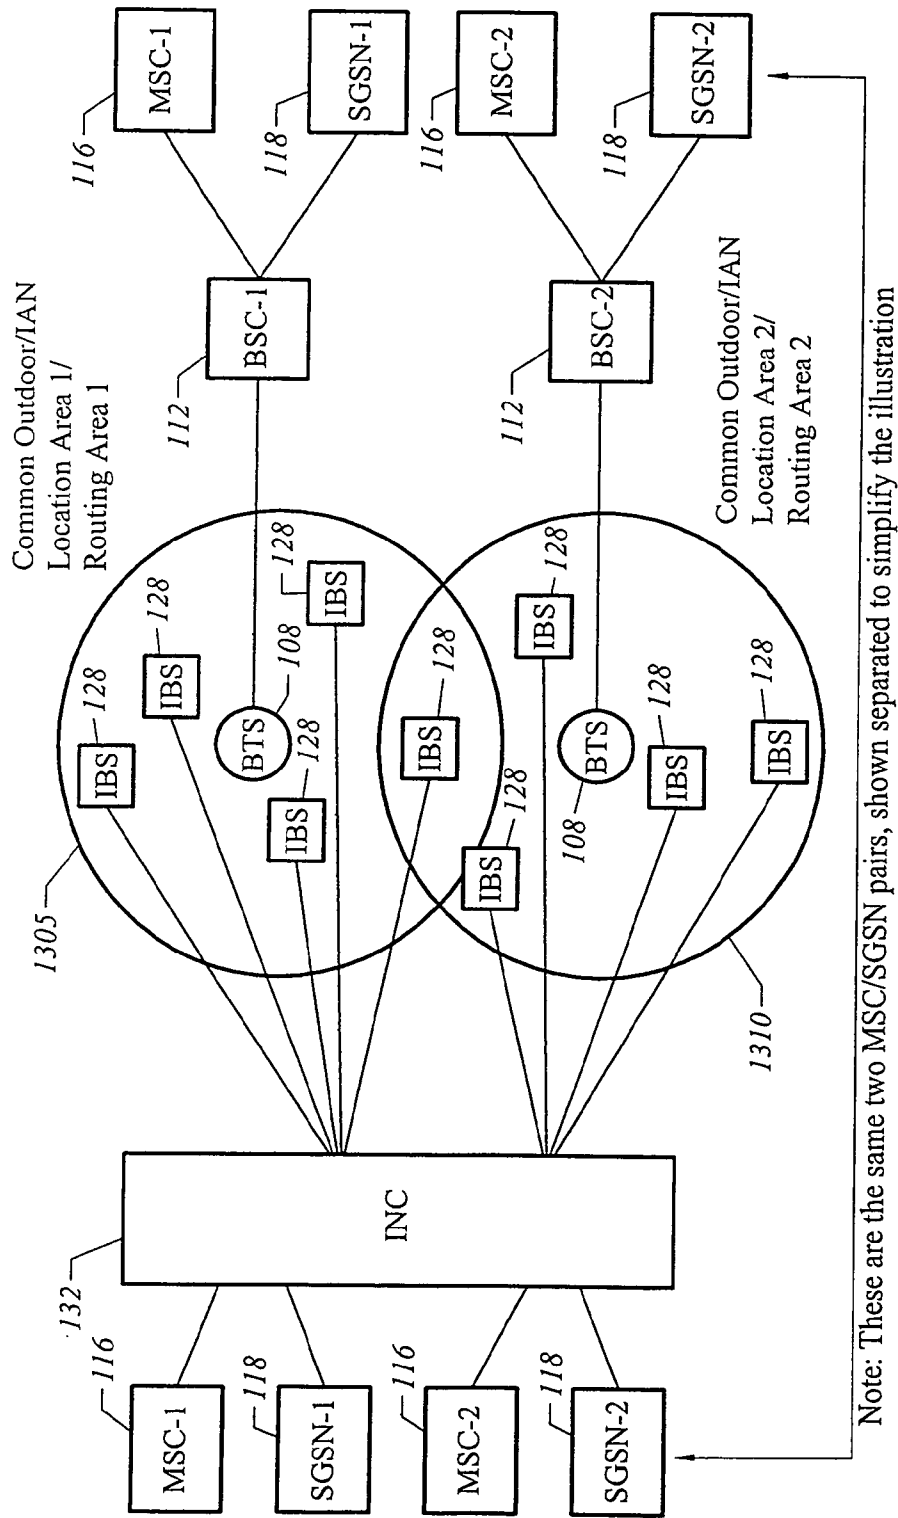 MSC-1
116
SGSN-1
118
MSC-2
116
SGSN-2
118
132
INC
1305
1310
IBS
128
IBS
128
IBS
128
IBS
128
IBS
128
BTS
108
IBS
128
IBS
128
IBS
128
IBS
128
BTS
108
Common Outdoor/IAN
Location Area 1/
Routing Area 1
Common Outdoor/IAN
Location Area 2/
Routing Area 2
112
BSC-1
112
BSC-2
116
MSC-1
118
SGSN-1
116
MSC-2
118
SGSN-2
Note: These are the same two MSC/SGSN pairs, shown separated to simplify the illustration